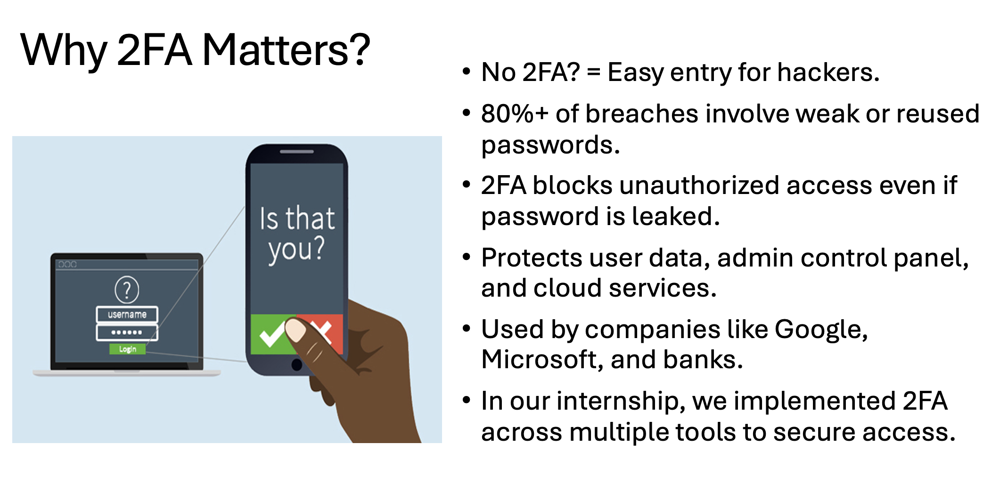 Why 2FA Matters?
• No 2FA? = Easy entry for hackers.
• 80%+ of breaches involve weak or reused
passwords.
• 2FA blocks unauthorized access even if
password is leaked.
• Protects user data, admin control panel,
and cloud services.
• Used by companies like Google,
Microsoft, and banks.
• In our internship, we implemented 2FA
across multiple tools to secure access.
Is that
you?
?
username
Login